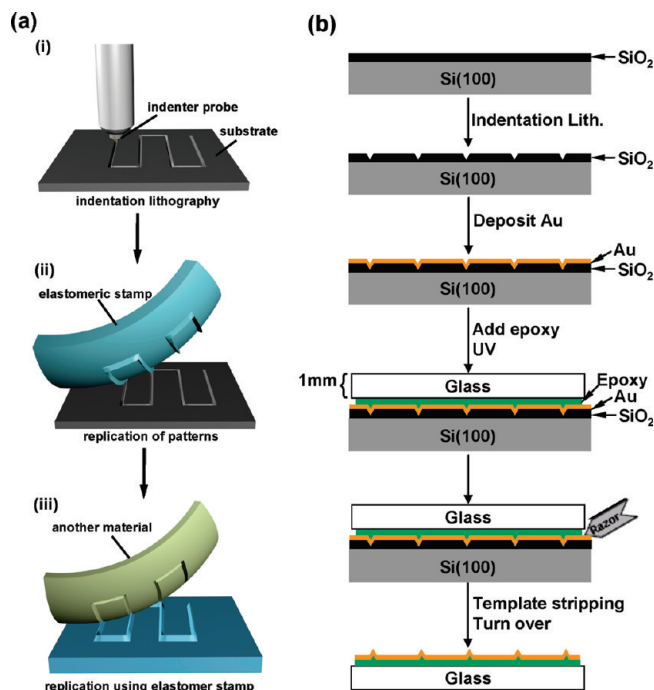 (a)
(i)
indenter probe
substrate
indentation lithography
(ii)
elastomeric stamp
replication of patterns
(iii)
another material
replication using elastomer stamp
(b)
SiO2
Si(100)
Indentation Lith.
SiO2
Si(100)
Deposit Au
Au
SiO2
Si(100)
Add epoxy
UV
1mm {
Glass
Epoxy
Au
SiO2
Si(100)
Glass
Razor
Si(100)
Template stripping
Turn over
Glass